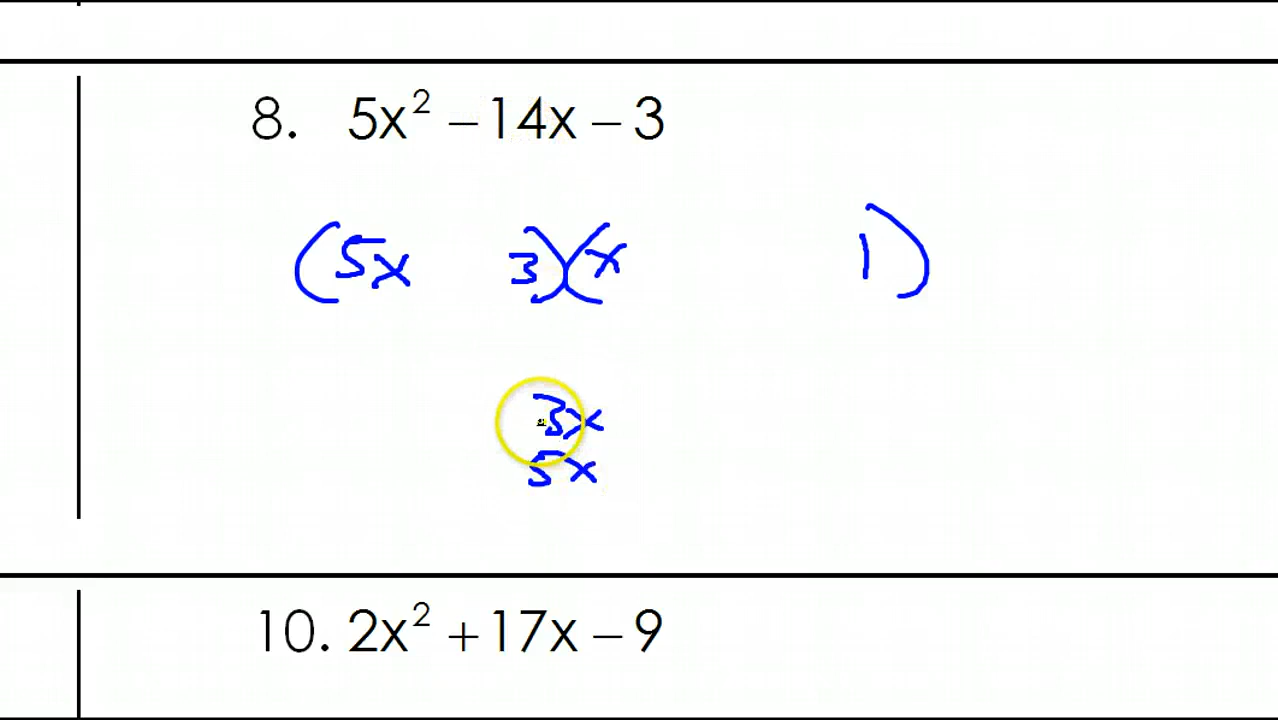 8. 5x² − 14x − 3
(5x 3)(x 1)
3x
5x
10. 2x² + 17x − 9